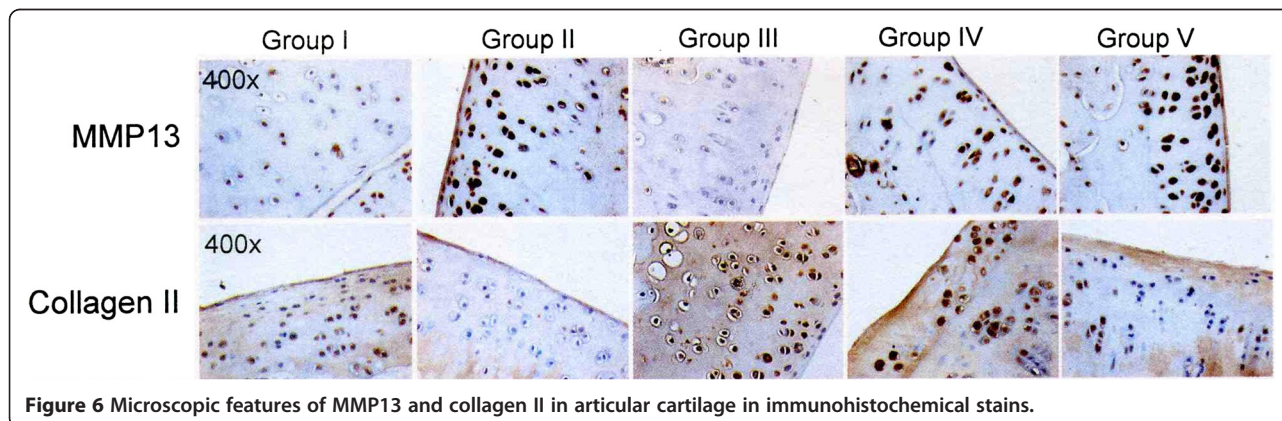 Group I Group II Group III Group IV Group V
400x
MMP13
400x
Collagen II
Figure 6 Microscopic features of MMP13 and collagen II in articular cartilage in immunohistochemical stains.